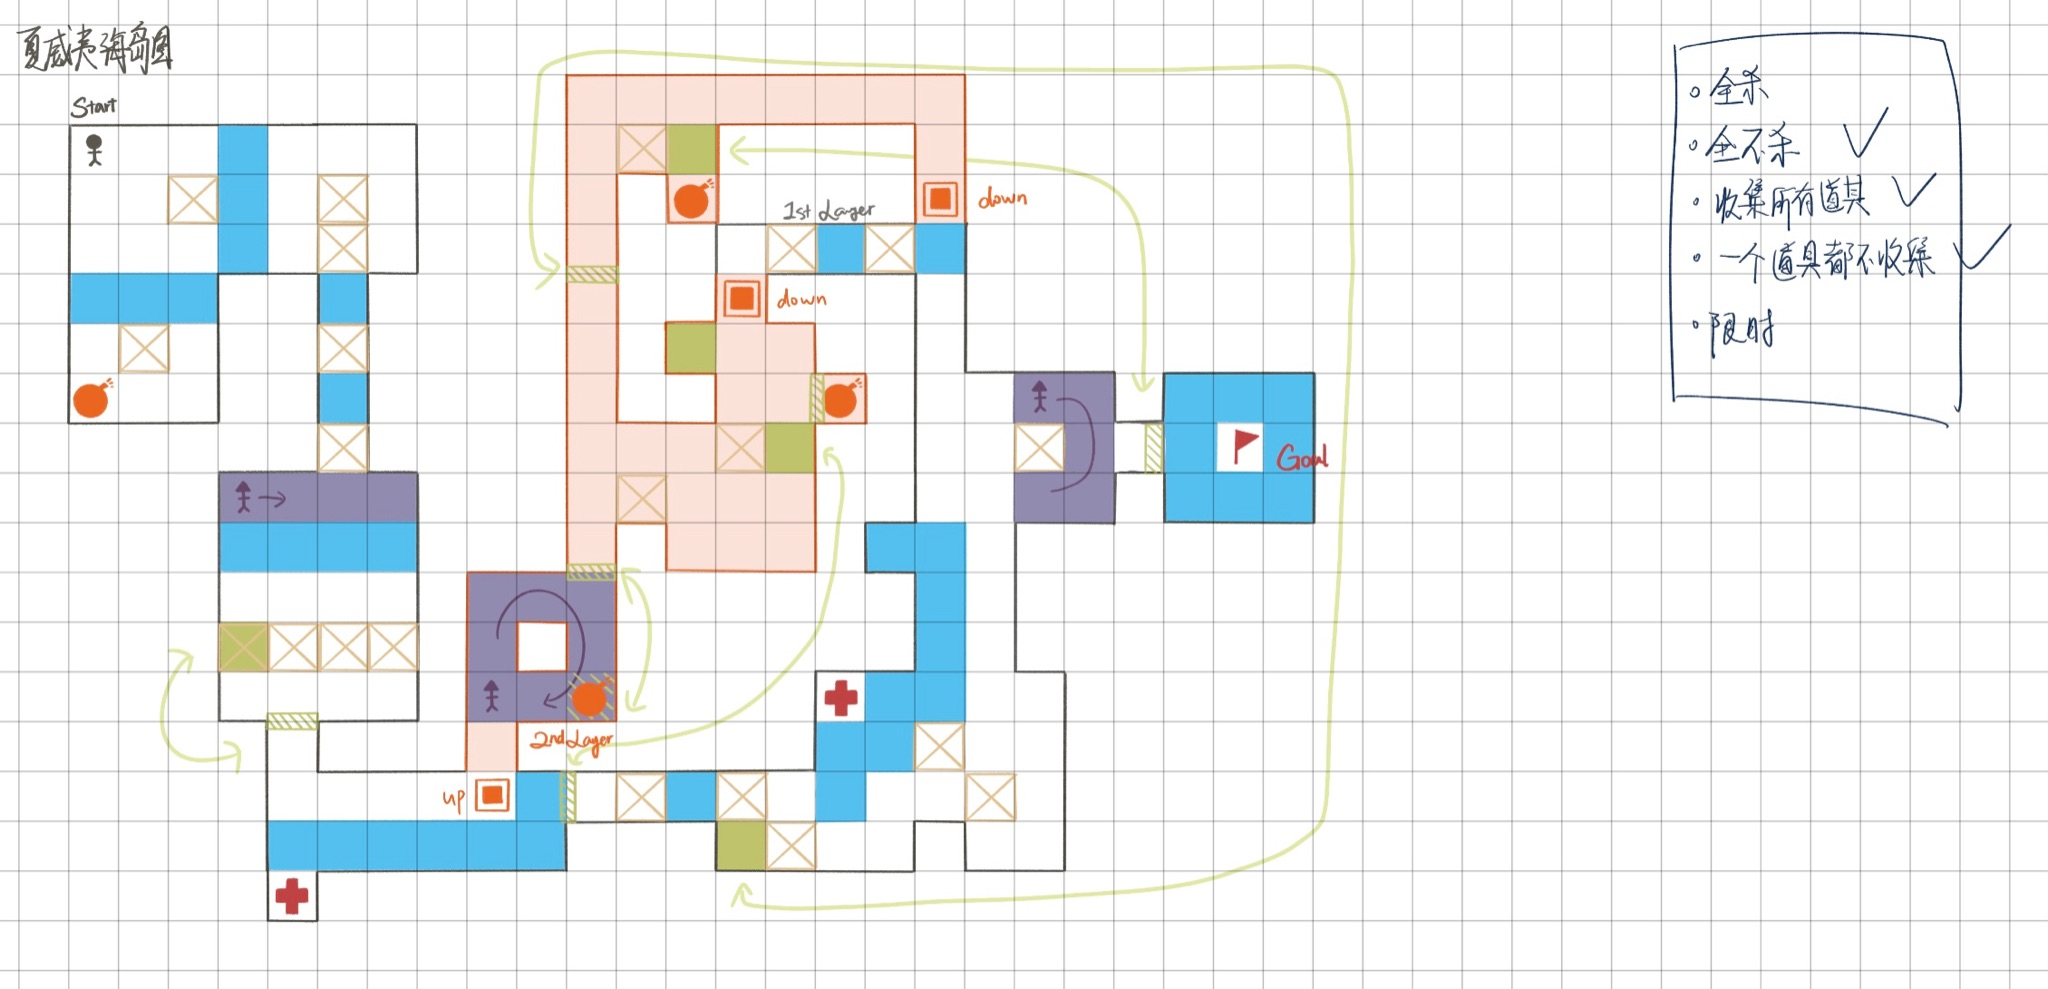 夏威夷海岛图
Start
down
1st Layer
down
Goal
2nd Layer
up
• 全杀
• 全不杀 ✓
• 收集所有道具 ✓
• 一个道具都不收集 ✓
• 限时